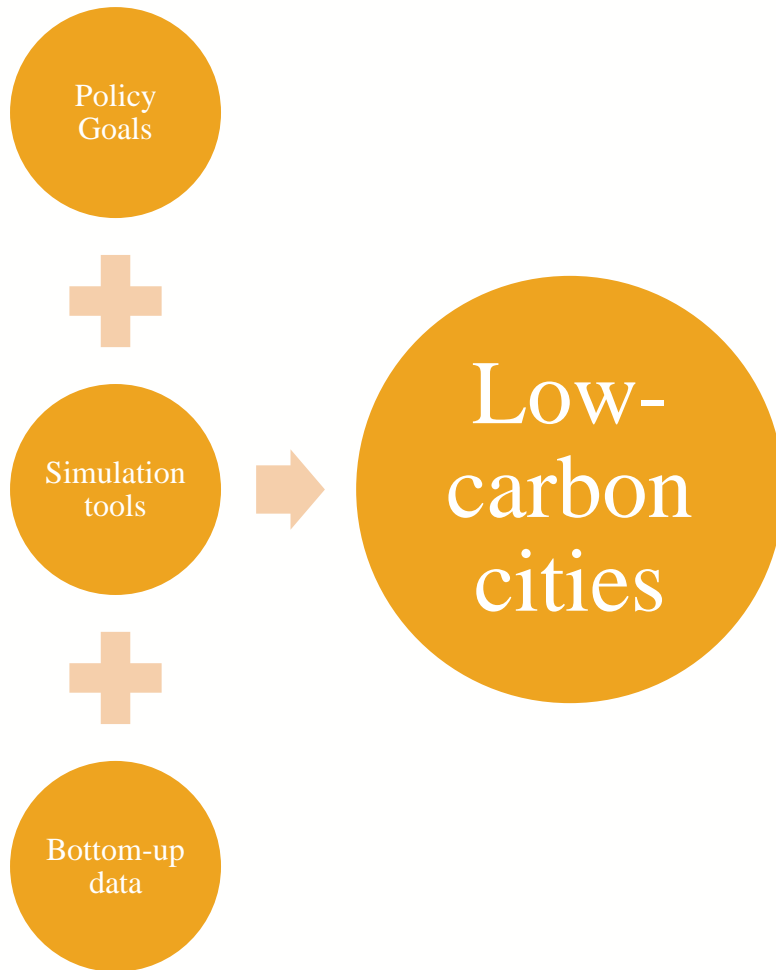 Policy
Goals
Simulation
tools
Bottom-up
data
Low-
carbon
cities